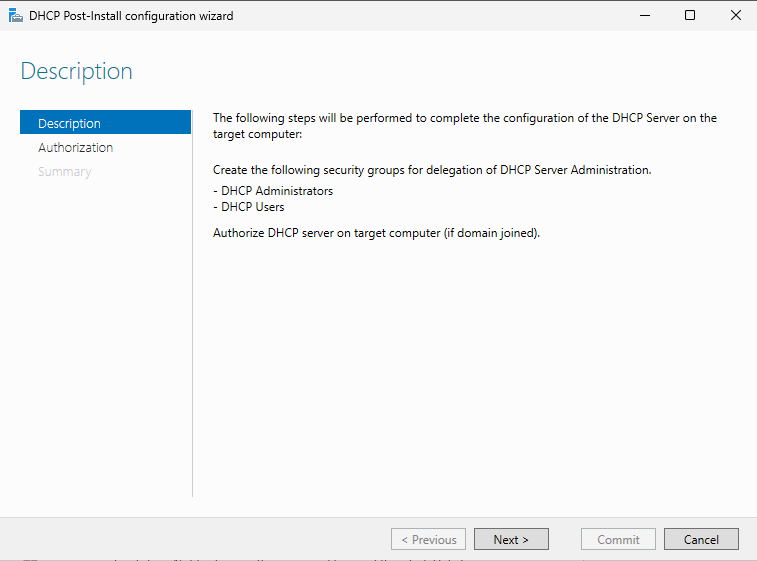 DHCP Post-Install configuration wizard
Description
Description
Authorization
Summary
The following steps will be performed to complete the configuration of the DHCP Server on the
target computer:
Create the following security groups for delegation of DHCP Server Administration.
- DHCP Administrators
- DHCP Users
Authorize DHCP server on target computer (if domain joined).
< Previous
Next >
Commit
Cancel